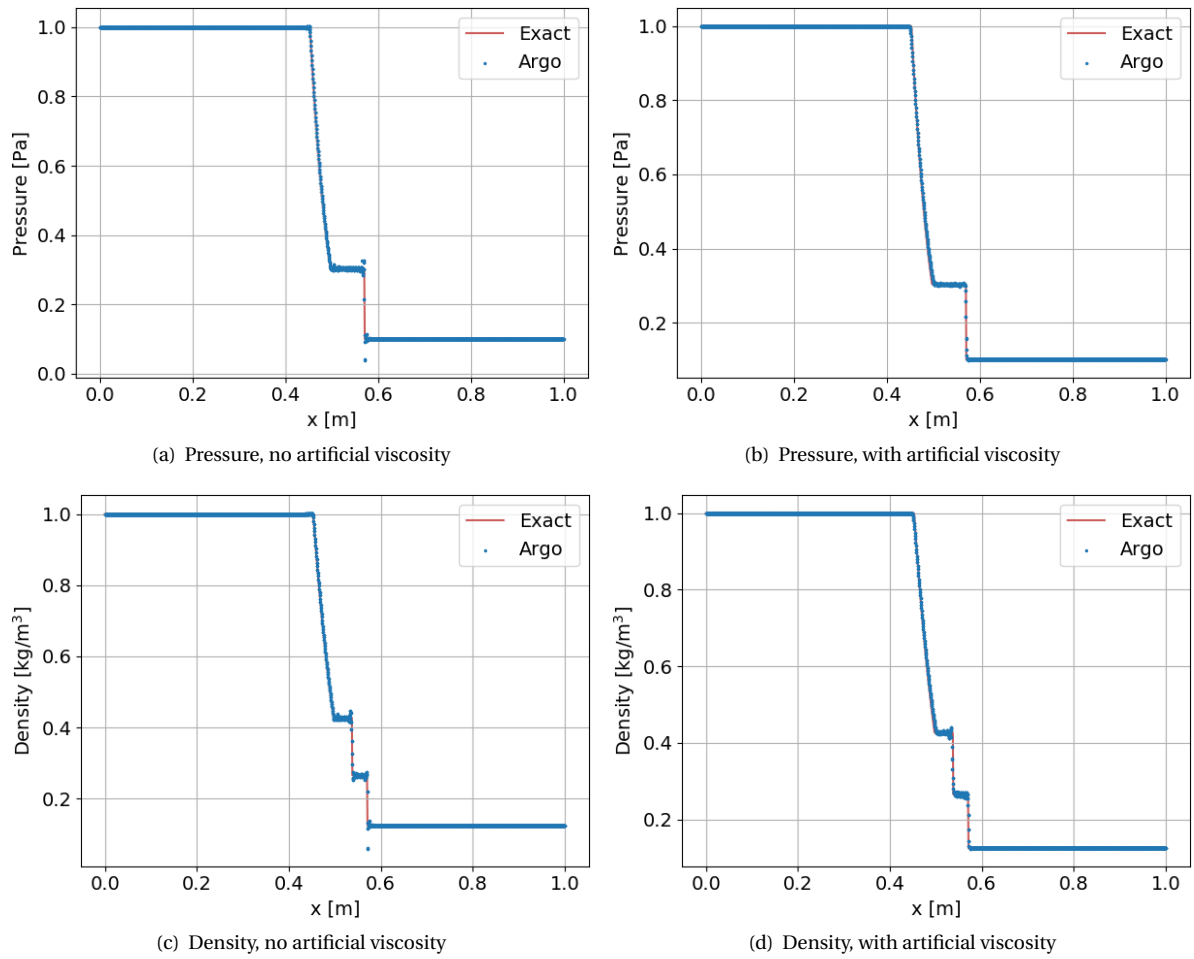 1.0
0.8
0.6
0.4
0.2
0.0
Pressure [Pa]
0.0 0.2 0.4 0.6 0.8 1.0
x [m]
Exact
Argo
(a) Pressure, no artificial viscosity
1.0
0.8
0.6
0.4
0.2
Pressure [Pa]
0.0 0.2 0.4 0.6 0.8 1.0
x [m]
Exact
Argo
(b) Pressure, with artificial viscosity
1.0
0.8
0.6
0.4
0.2
Density [kg/m³]
0.0 0.2 0.4 0.6 0.8 1.0
x [m]
Exact
Argo
(c) Density, no artificial viscosity
1.0
0.8
0.6
0.4
0.2
Density [kg/m³]
0.0 0.2 0.4 0.6 0.8 1.0
x [m]
Exact
Argo
(d) Density, with artificial viscosity